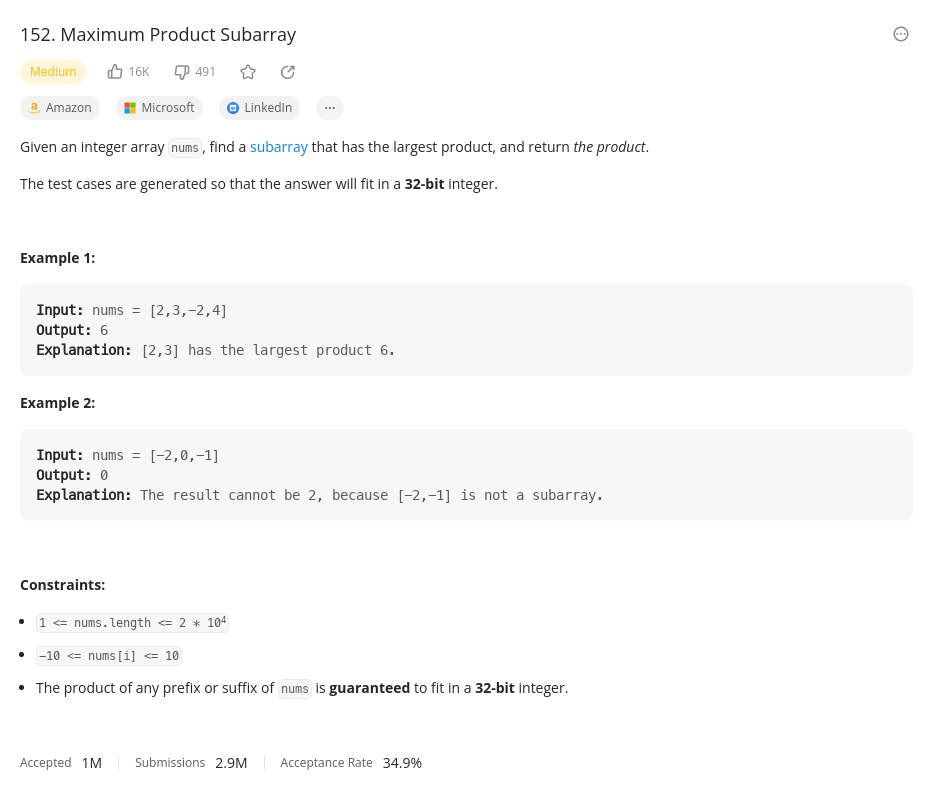 152. Maximum Product Subarray
Medium 16K 491
Amazon Microsoft LinkedIn ...
Given an integer array nums, find a subarray that has the largest product, and return the product.
The test cases are generated so that the answer will fit in a 32-bit integer.
Example 1:
Input: nums = [2,3,-2,4]
Output: 6
Explanation: [2,3] has the largest product 6.
Example 2:
Input: nums = [-2,0,-1]
Output: 0
Explanation: The result cannot be 2, because [-2,-1] is not a subarray.
Constraints:
• 1 <= nums.length <= 2 * 10⁴
• -10 <= nums[i] <= 10
• The product of any prefix or suffix of nums is guaranteed to fit in a 32-bit integer.
Accepted 1M Submissions 2.9M Acceptance Rate 34.9%